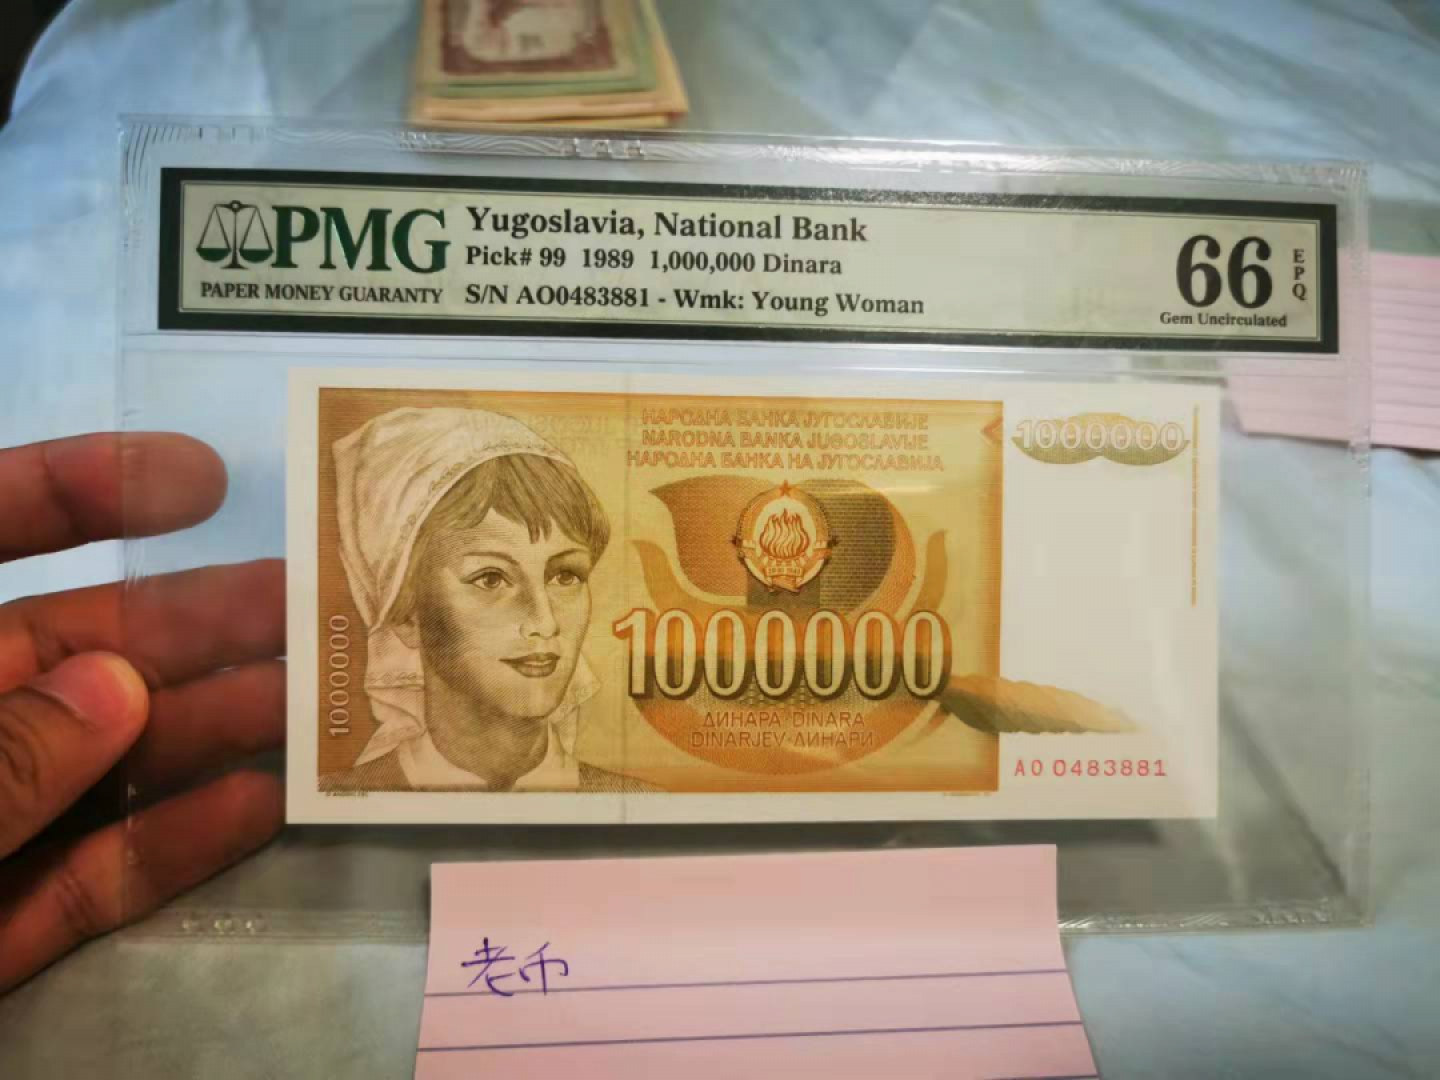 PMG
PAPER MONEY GUARANTY
Yugoslavia, National Bank
Pick# 99 1989 1,000,000 Dinara
S/N AO0483881 - Wmk: Young Woman
66
EPQ
Gem Uncirculated
НАРОДНА БАНКА ЈУГОСЛАВИЈЕ
NARODNA BANKA JUGOSLAVIJE
НАРОДНА БАНКА НА ЈУГОСЛАВИЈА
1000000
1000000
1000000
ДИНАРА·DINARA
DINARJEV·ДИНАРИ
AO 0483881
老币